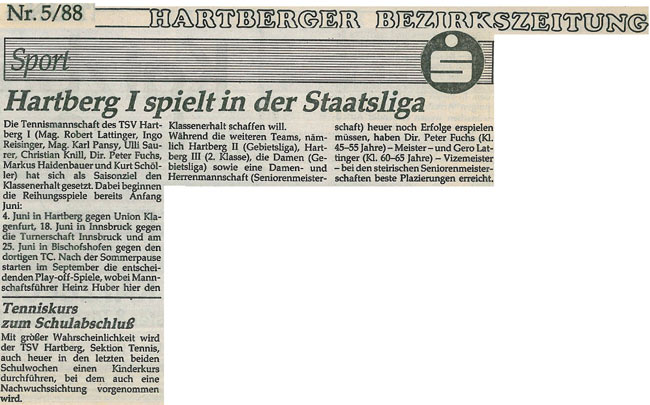 Nr. 5/88
HARTBERGER BEZIRKSZEITUNG
Sport
S
Hartberg I spielt in der Staatsliga
Die Tennismannschaft des TSV Hart-
berg I (Mag. Robert Lattinger, Ingo
Reisinger, Mag. Karl Pansy, Ulli Sau-
rer, Christian Knill, Dir. Peter Fuchs,
Markus Haidenbauer und Kurt Schöl-
ler) hat sich als Saisonziel den
Klassenerhalt gesetzt. Dabei beginnen
die Reihungsspiele bereits Anfang
Juni:
4. Juni in Hartberg gegen Union Kla-
genfurt, 18. Juni in Innsbruck gegen
die Turnerschaft Innsbruck und am
25. Juni in Bischofshofen gegen den
dortigen TC. Nach der Sommerpause
starten im September die entschei-
denden Play-off-Spiele, wobei Mann-
schaftsführer Heinz Huber hier den
Klassenerhalt schaffen will.
Während die weiteren Teams, näm-
lich Hartberg II (Gebietsliga), Hart-
berg III (2. Klasse), die Damen (Ge-
bietsliga) sowie eine Damen- und
Herrenmannschaft (Seniorenmeister-
schaft) heuer noch Erfolge erspielen
müssen, haben Dir. Peter Fuchs (Kl.
45–55 Jahre) – Meister – und Gero Lat-
tinger (Kl. 60–65 Jahre) – Vizemeister
– bei den steirischen Seniorenmeister-
schaften beste Plazierungen erreicht.
Tenniskurs
zum Schulabschluß
Mit großer Wahrscheinlichkeit wird
der TSV Hartberg, Sektion Tennis,
auch heuer in den letzten beiden
Schulwochen einen Kinderkurs
durchführen, bei dem auch eine
Nachwuchssichtung vorgenommen
wird.